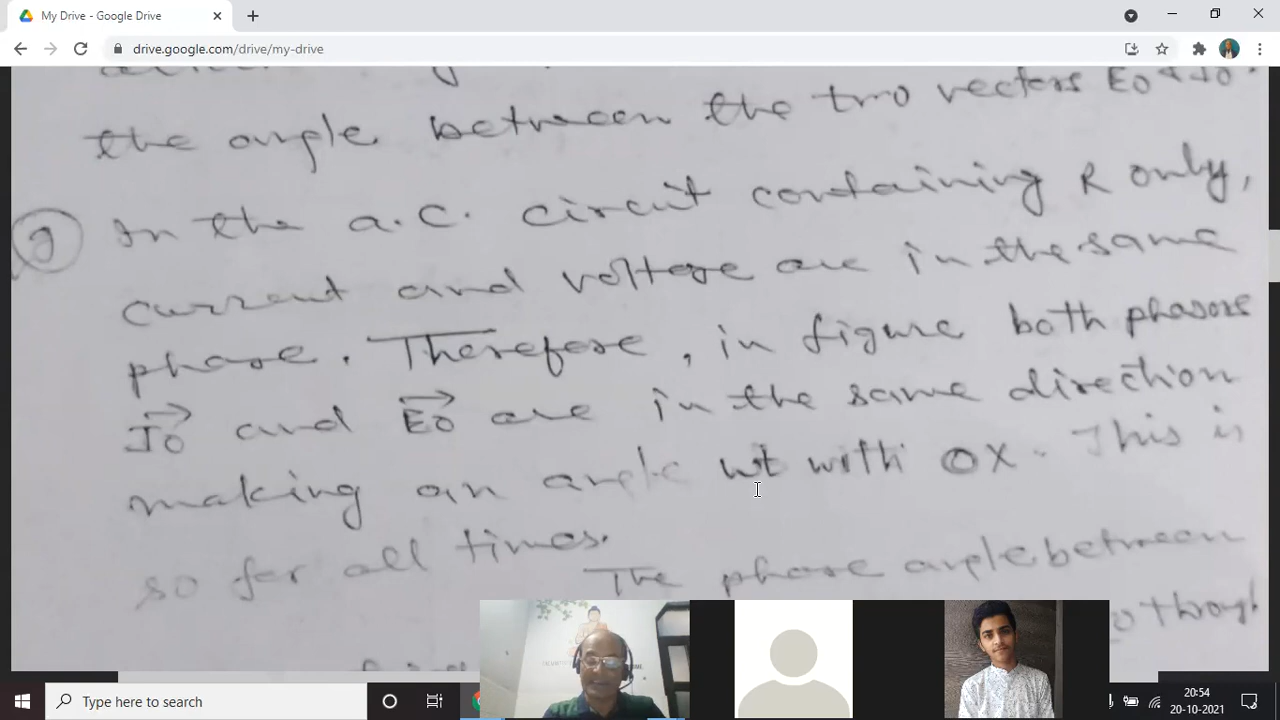 My Drive - Google Drive
drive.google.com/drive/my-drive
the angle between the two vectors E0 & I0.
9 In the a.c. circuit containing R only,
current and voltage are in the same
phase. Therefore, in figure both phasors
I0 and E0 are in the same direction
making an angle wt with OX. This is
so for all times.
The phase angle between
Type here to search
20:54
20-10-2021